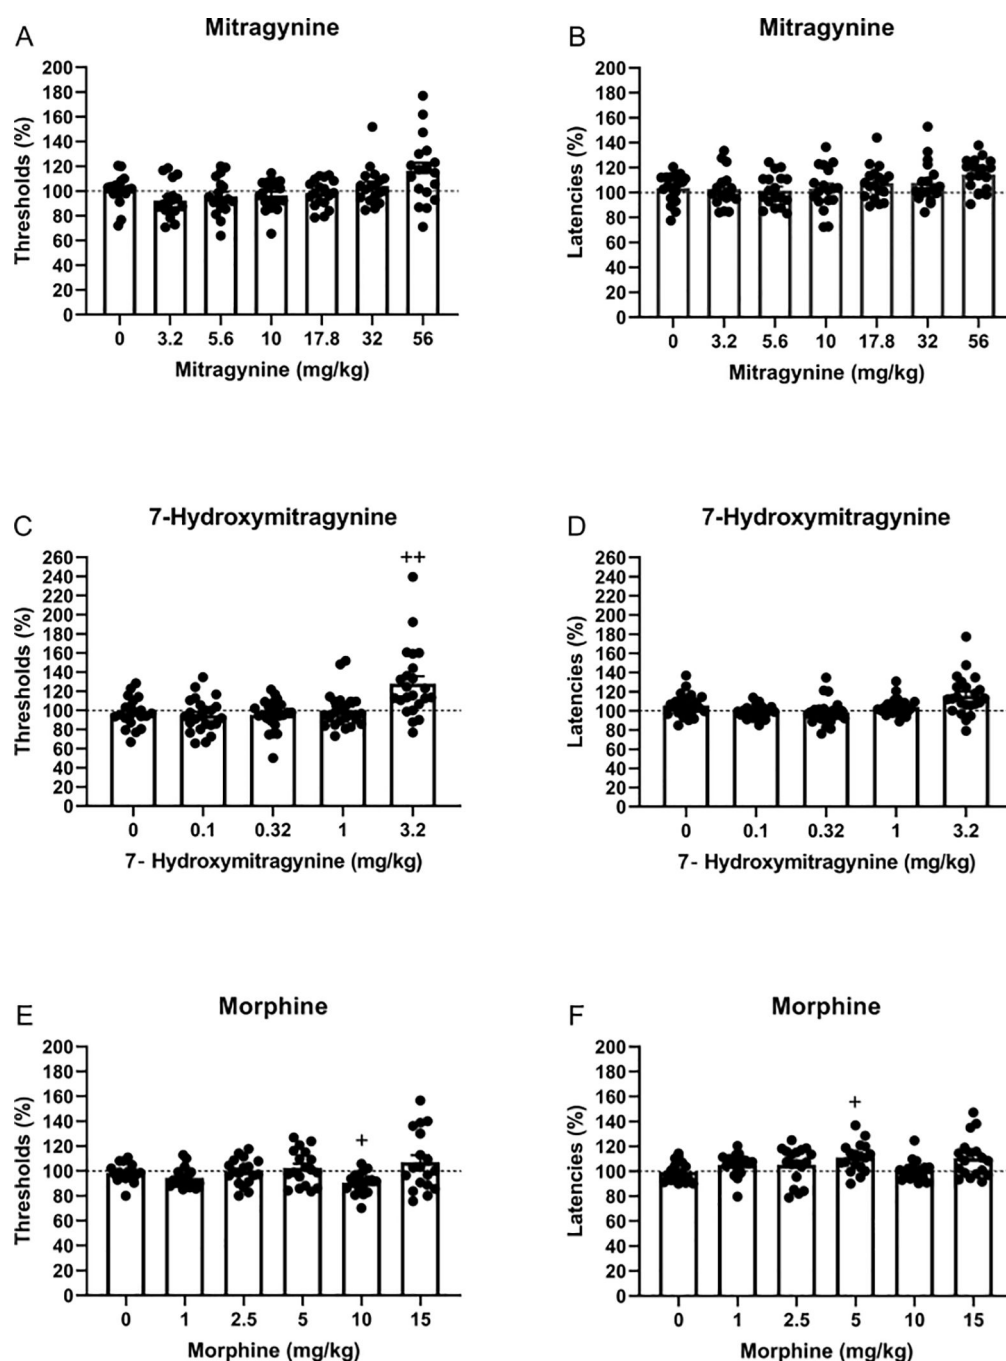 A
Mitragynine
Thresholds (%)
200
180
160
140
120
100
80
60
40
20
0
0 3.2 5.6 10 17.8 32 56
Mitragynine (mg/kg)
B
Mitragynine
Latencies (%)
200
180
160
140
120
100
80
60
40
20
0
0 3.2 5.6 10 17.8 32 56
Mitragynine (mg/kg)
C
7-Hydroxymitragynine
++
Thresholds (%)
260
240
220
200
180
160
140
120
100
80
60
40
20
0
0 0.1 0.32 1 3.2
7- Hydroxymitragynine (mg/kg)
D
7-Hydroxymitragynine
Latencies (%)
260
240
220
200
180
160
140
120
100
80
60
40
20
0
0 0.1 0.32 1 3.2
7- Hydroxymitragynine (mg/kg)
E
Morphine
Thresholds (%)
200
180
160
140
120
100
80
60
40
20
0
+
0 1 2.5 5 10 15
Morphine (mg/kg)
F
Morphine
Latencies (%)
200
180
160
140
120
100
80
60
40
20
0
+
0 1 2.5 5 10 15
Morphine (mg/kg)